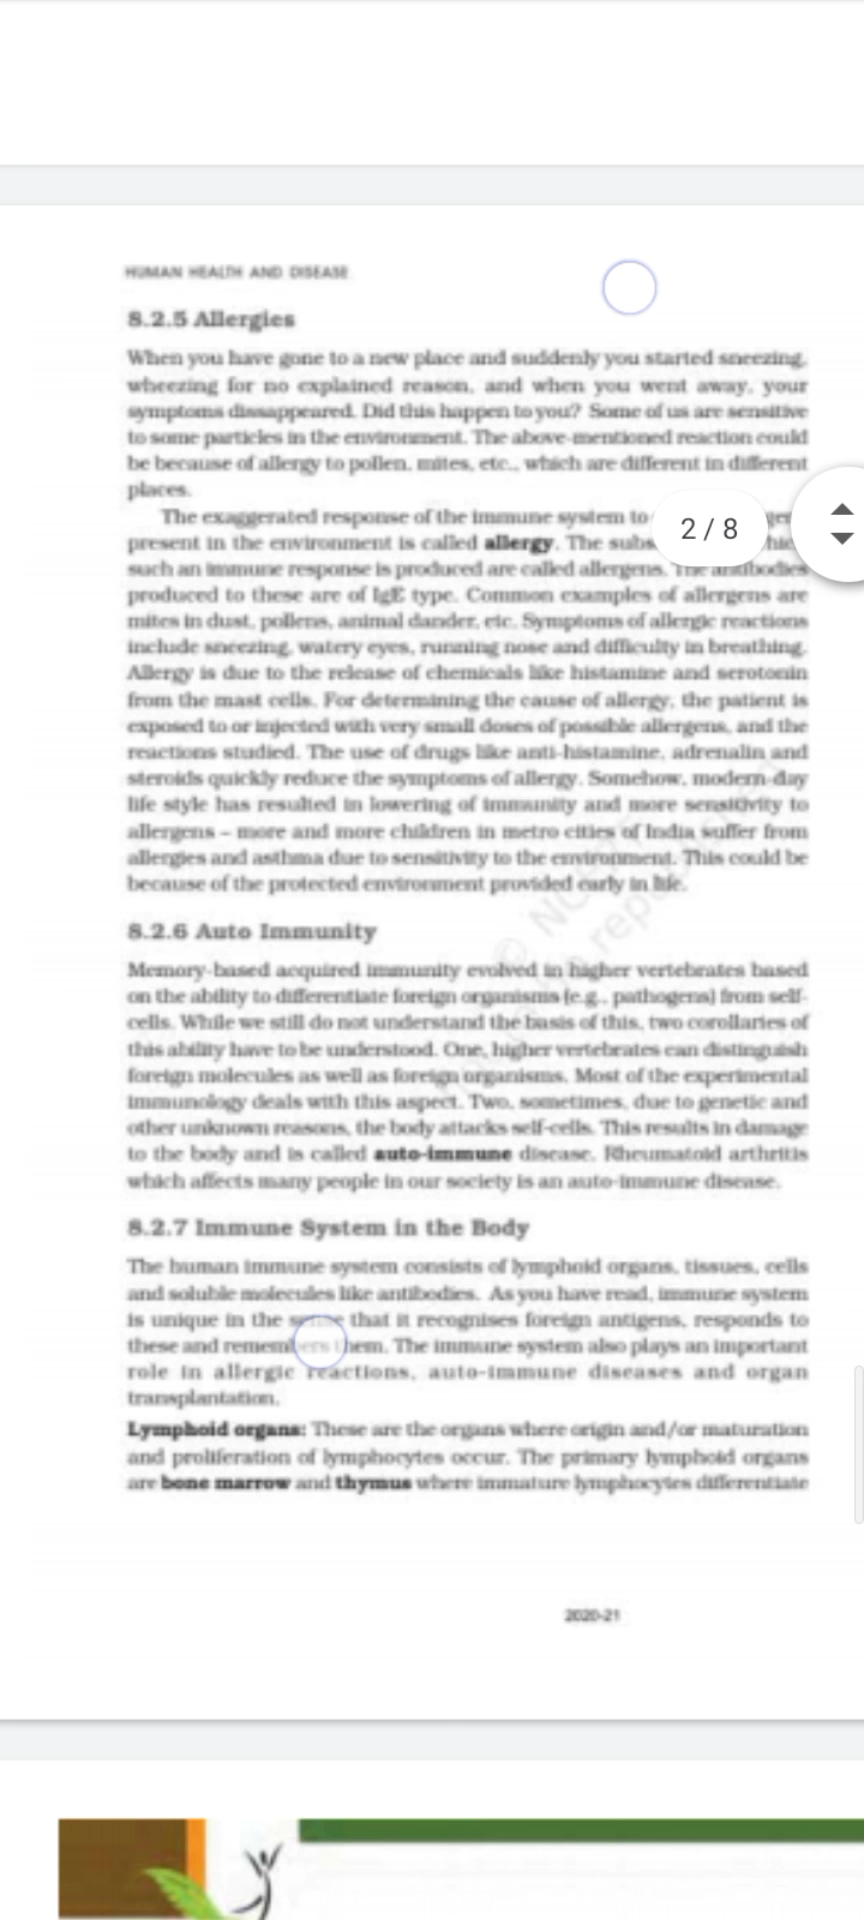 HUMAN HEALTH AND DISEASE
8.2.5 Allergies
When you have gone to a new place and suddenly you started sneezing,
wheezing for no explained reason, and when you went away, your
symptoms dissappeared. Did this happen to you? Some of us are sensitive
to some particles in the environment. The above-mentioned reaction could
be because of allergy to pollen, mites, etc., which are different in different
places.
The exaggerated response of the immune system to
2 / 8
present in the environment is called allergy. The
such an immune response is produced are called allergens. The antibodies
produced to these are of IgE type. Common examples of allergens are
mites in dust, pollens, animal dander, etc. Symptoms of allergic reactions
include sneezing, watery eyes, running nose and difficulty in breathing.
Allergy is due to the release of chemicals like histamine and serotonin
from the mast cells. For determining the cause of allergy, the patient is
exposed to or injected with very small doses of possible allergens, and the
reactions studied. The use of drugs like anti-histamine, adrenalin and
steroids quickly reduce the symptoms of allergy. Somehow, modern-day
life style has resulted in lowering of immunity and more sensitivity to
allergens – more and more children in metro cities of India suffer from
allergies and asthma due to sensitivity to the environment. This could be
because of the protected environment provided early in life.
8.2.6 Auto Immunity
Memory-based acquired immunity evolved in higher vertebrates based
on the ability to differentiate foreign organisms (e.g., pathogens) from self-
cells. While we still do not understand the basis of this, two corollaries of
this ability have to be understood. One, higher vertebrates can distinguish
foreign molecules as well as foreign organisms. Most of the experimental
immunology deals with this aspect. Two, sometimes, due to genetic and
other unknown reasons, the body attacks self-cells. This results in damage
to the body and is called auto-immune disease. Rheumatoid arthritis
which affects many people in our society is an auto-immune disease.
8.2.7 Immune System in the Body
The human immune system consists of lymphoid organs, tissues, cells
and soluble molecules like antibodies. As you have read, immune system
is unique in the sense that it recognises foreign antigens, responds to
these and remembers them. The immune system also plays an important
role in allergic reactions, auto-immune diseases and organ
transplantation.
Lymphoid organs: These are the organs where origin and/or maturation
and proliferation of lymphocytes occur. The primary lymphoid organs
are bone marrow and thymus where immature lymphocytes differentiate
2020-21